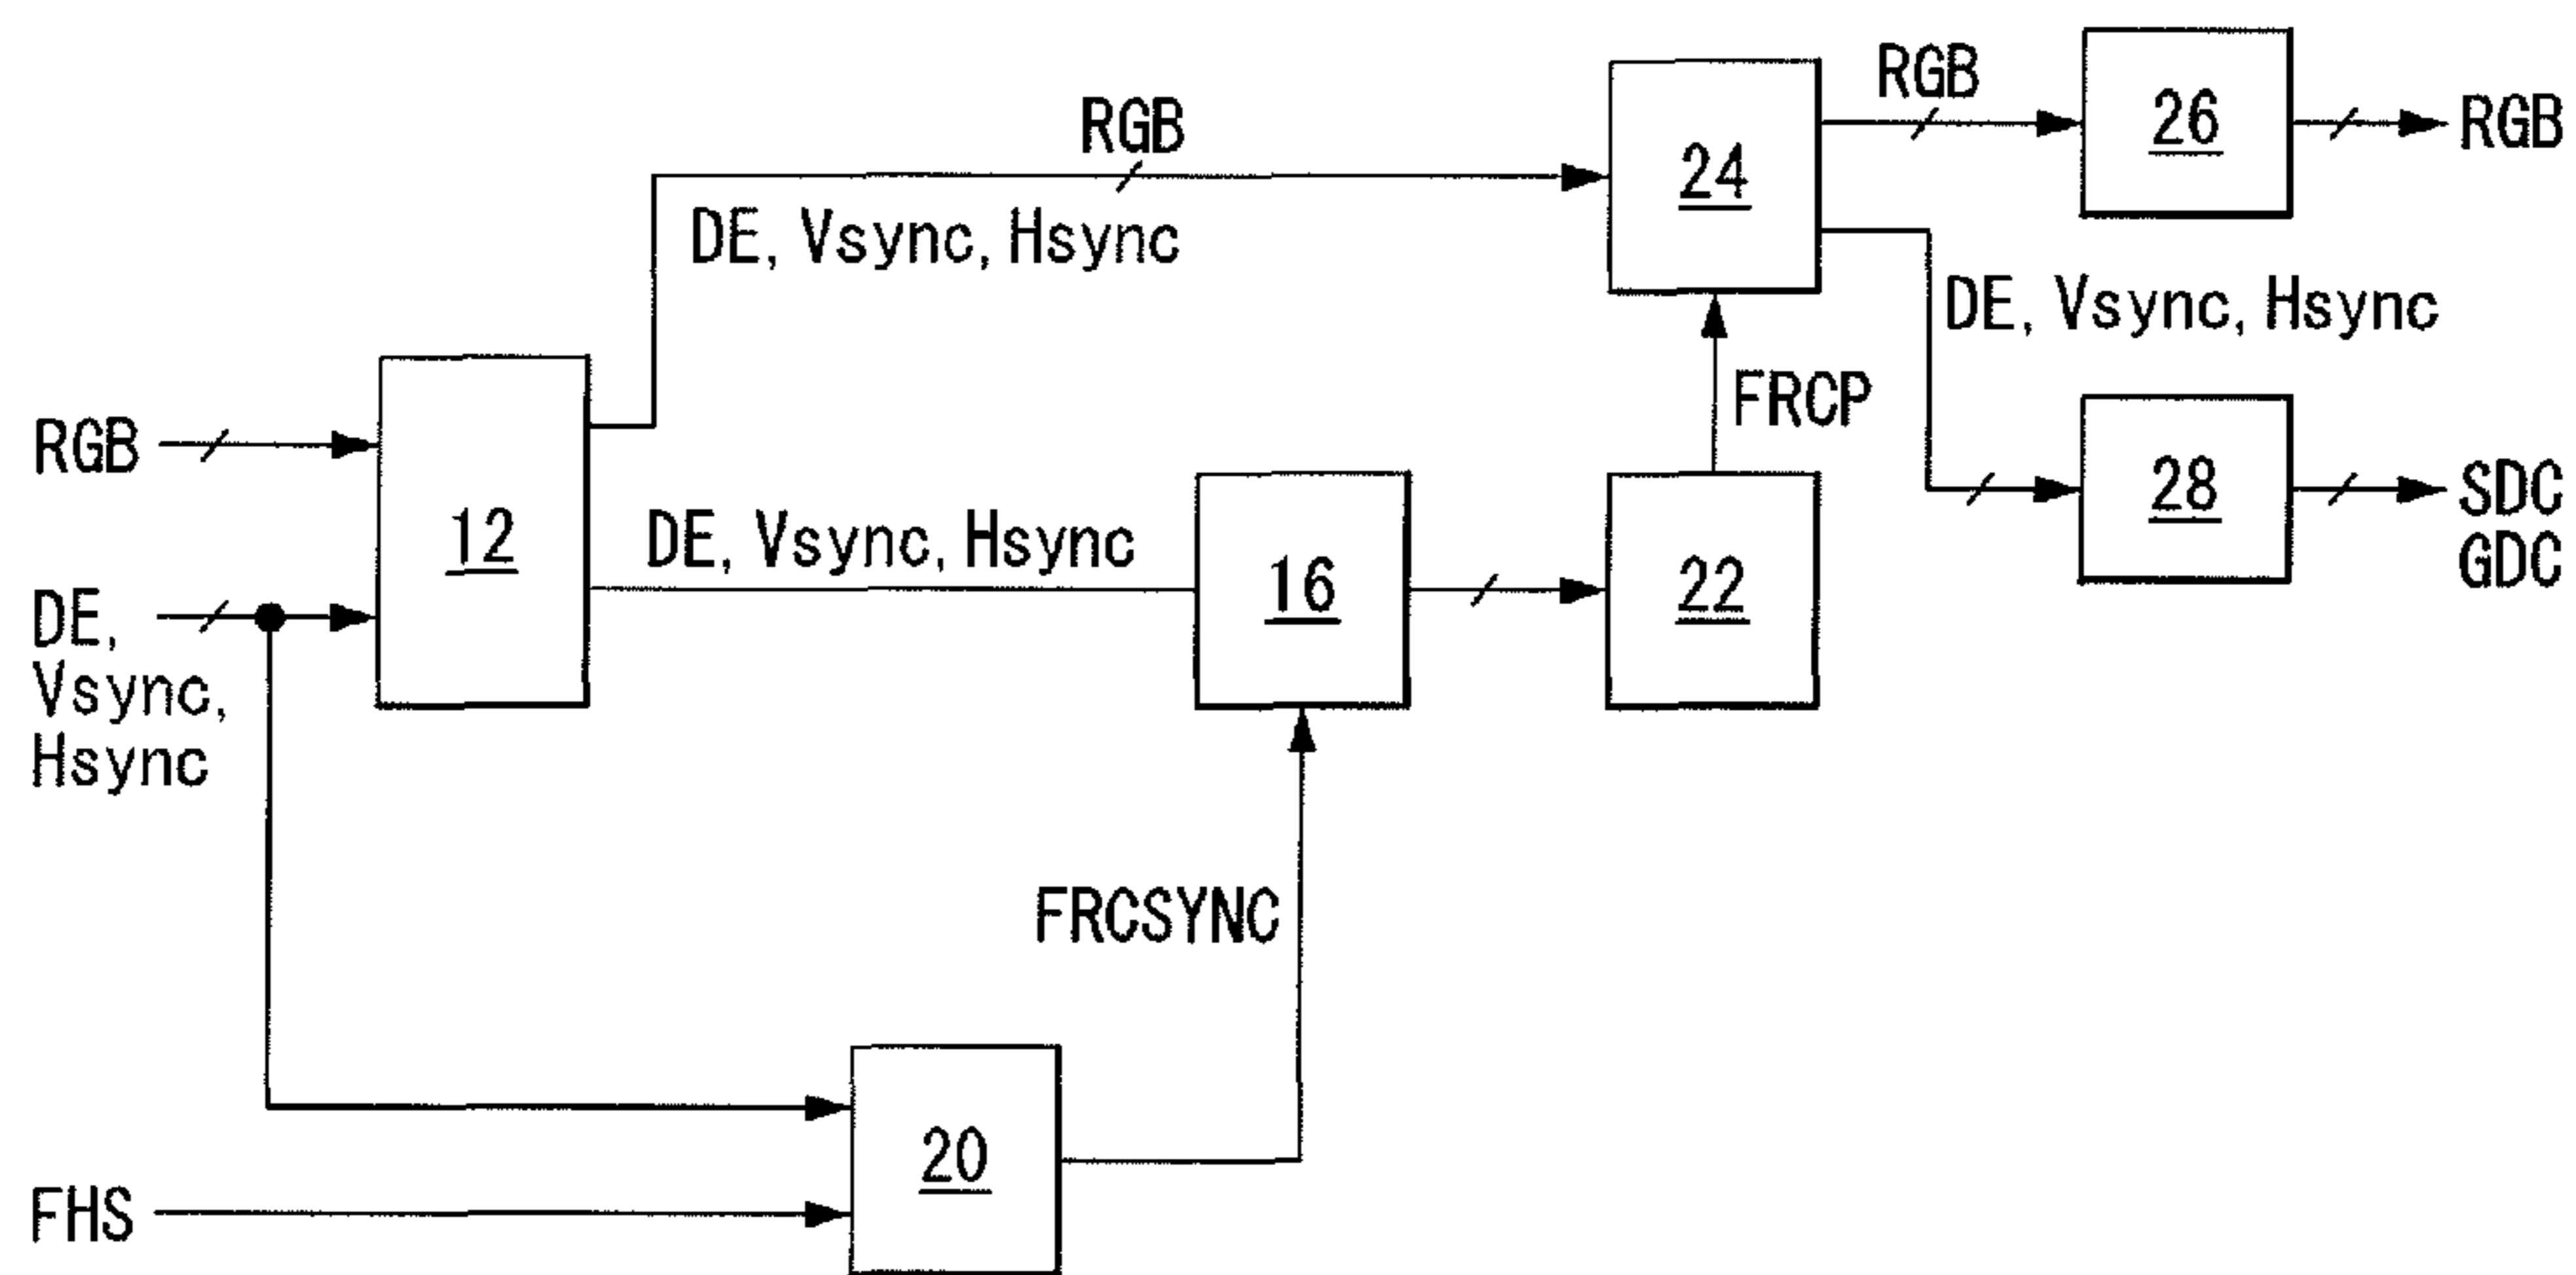 RGB
26
RGB
RGB
24
DE, Vsync, Hsync
DE, Vsync, Hsync
FRCP
RGB
12
DE, Vsync, Hsync
16
22
28
SDC
GDC
DE,
Vsync,
Hsync
FRCSYNC
20
FHS